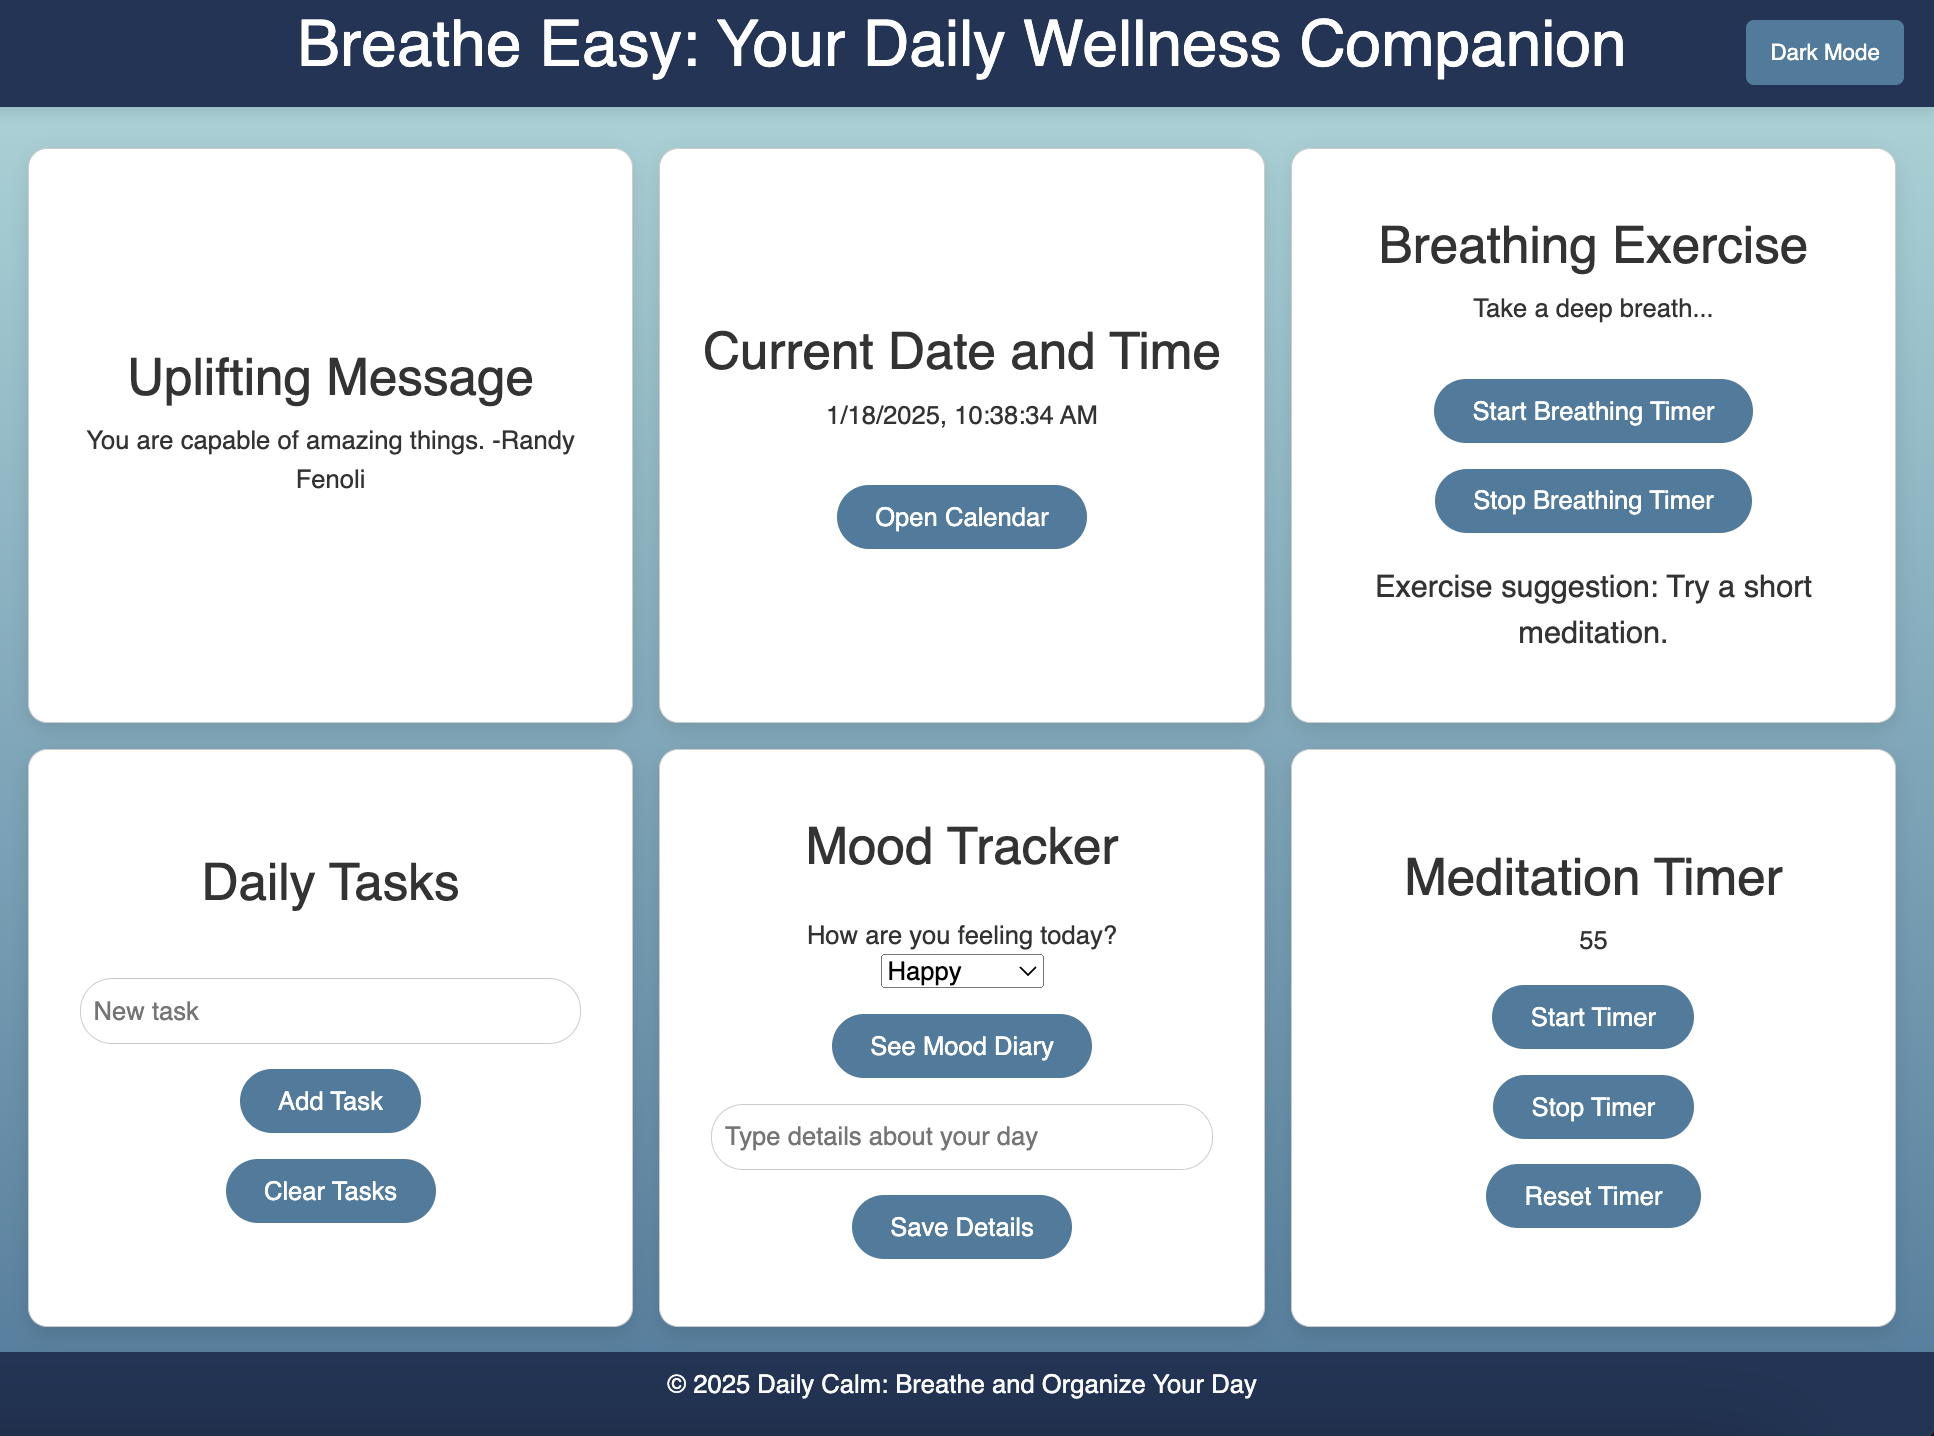 Breathe Easy: Your Daily Wellness Companion
Dark Mode
Uplifting Message
You are capable of amazing things. -Randy
Fenoli
Current Date and Time
1/18/2025, 10:38:34 AM
Open Calendar
Breathing Exercise
Take a deep breath...
Start Breathing Timer
Stop Breathing Timer
Exercise suggestion: Try a short
meditation.
Daily Tasks
New task
Add Task
Clear Tasks
Mood Tracker
How are you feeling today?
Happy
See Mood Diary
Type details about your day
Save Details
Meditation Timer
55
Start Timer
Stop Timer
Reset Timer
© 2025 Daily Calm: Breathe and Organize Your Day